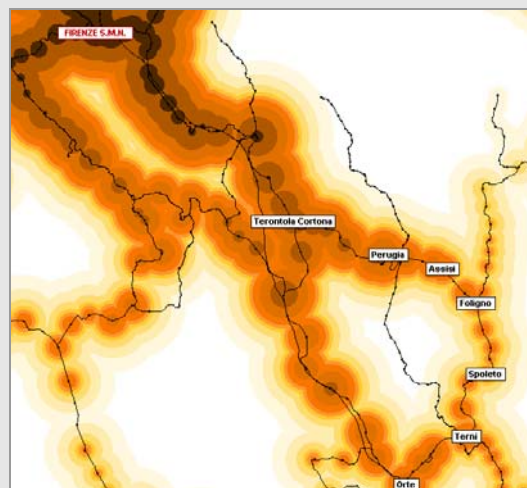 FIRENZE S.M.N.
Terontola Cortona
Perugia
Assisi
Foligno
Spoleto
Terni
Orte